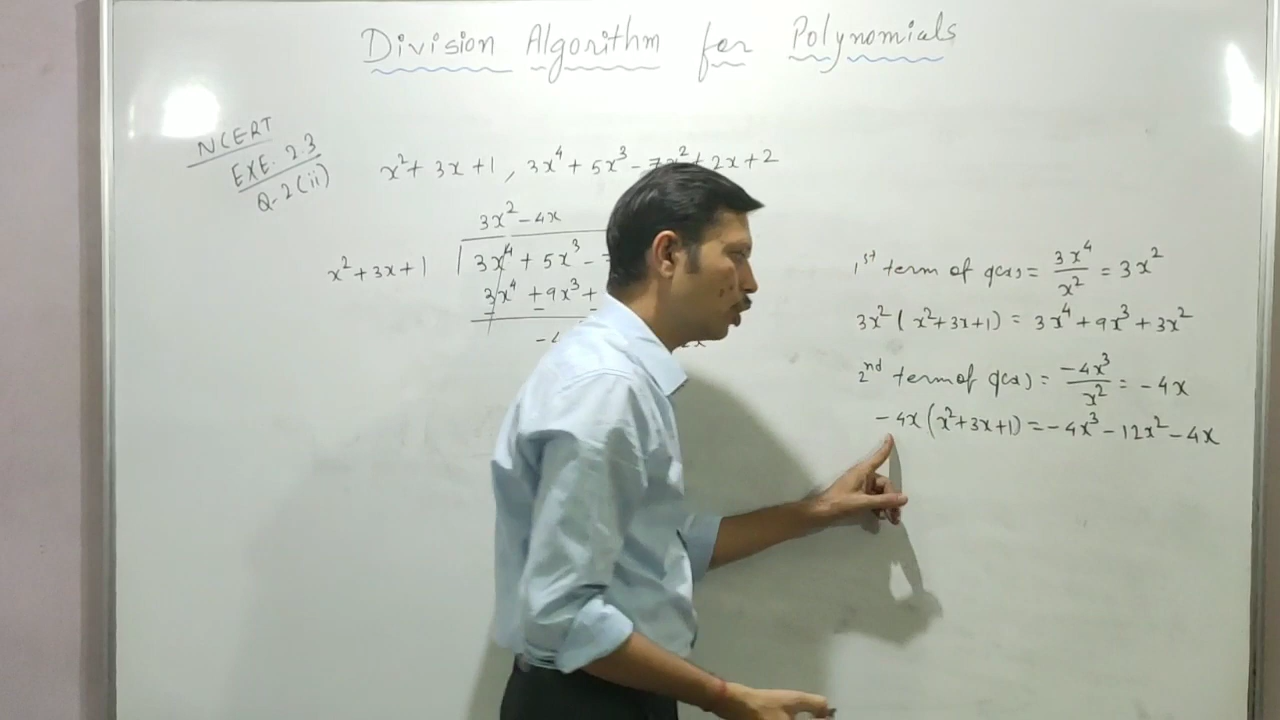 Division Algorithm for Polynomials
NCERT
EXE. 2.3
Q-2(ii)
x²+ 3x +1 , 3x⁴+ 5x³- 7x²+ 2x + 2
3x²-4x
x²+3x+1 3x⁴ + 5x³ -
3x⁴ +9x³+
1st term of q(x) = 3x⁴/x² = 3x²
3x²( x²+3x+1) = 3x⁴+9x³+3x²
2nd term of q(x) = -4x³/x² = -4x
-4x(x²+3x+1) = -4x³-12x²-4x